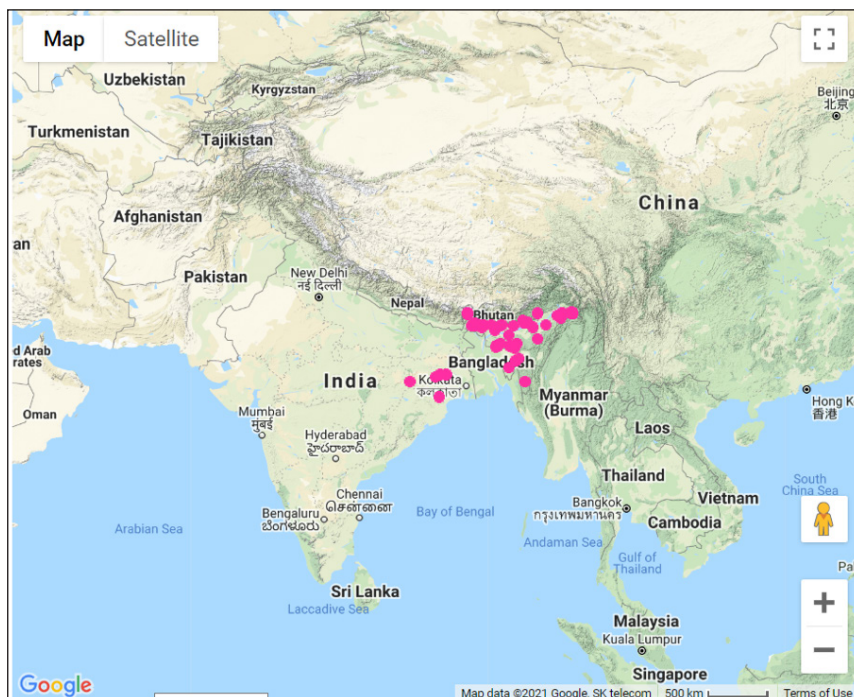 Map
Satellite
Uzbekistan
Kyrgyzstan
Beijing
北京
Turkmenistan
Tajikistan
China
Afghanistan
an
Pakistan
New Delhi
नई दिल्ली
Nepal
Bhutan
ed Arab
rates
Bangladesh
India
Kolkata
Oman
Mumbai
मुंबई
Myanmar
(Burma)
Hong K
香港
Hyderabad
హైదరాబాద్
Laos
Thailand
Vietnam
South
China Sea
Bengaluru
ಬೆಂಗಳೂರು
Chennai
சென்னை
Bay of Bengal
Bangkok
กรุงเทพมหานคร
Cambodia
Arabian Sea
Andaman Sea
Gulf of
Thailand
Sri Lanka
Laccadive Sea
Malaysia
Kuala Lumpur
Singapore
Google
Map data ©2021 Google, SK telecom
500 km
Terms of Use